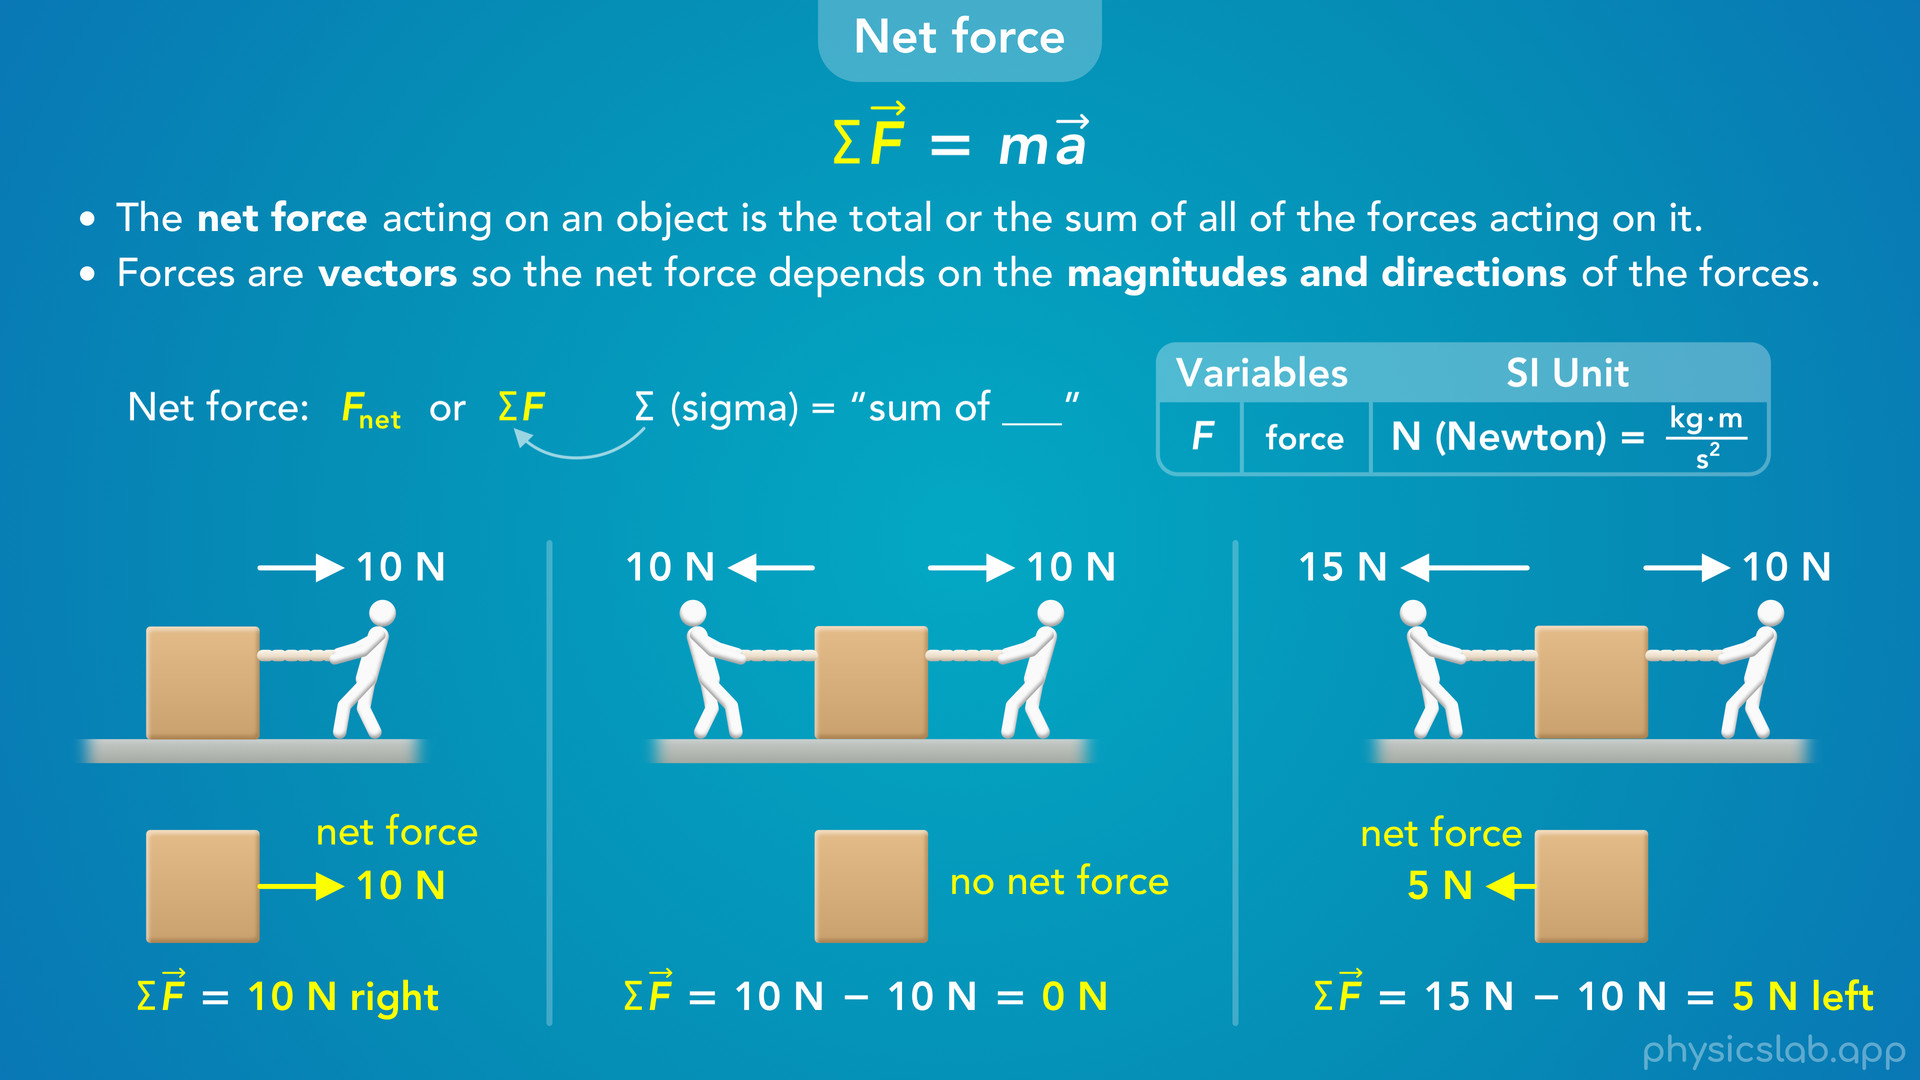 Net force
ΣF⃗ = ma⃗
• The net force acting on an object is the total or the sum of all of the forces acting on it.
• Forces are vectors so the net force depends on the magnitudes and directions of the forces.
Net force: Fnet or ΣF Σ (sigma) = “sum of ___”
Variables SI Unit
F force N (Newton) = kg·m/s²
10 N
10 N 10 N
15 N 10 N
net force
10 N
no net force
net force
5 N
ΣF⃗ = 10 N right
ΣF⃗ = 10 N − 10 N = 0 N
ΣF⃗ = 15 N − 10 N = 5 N left
physicslab.app